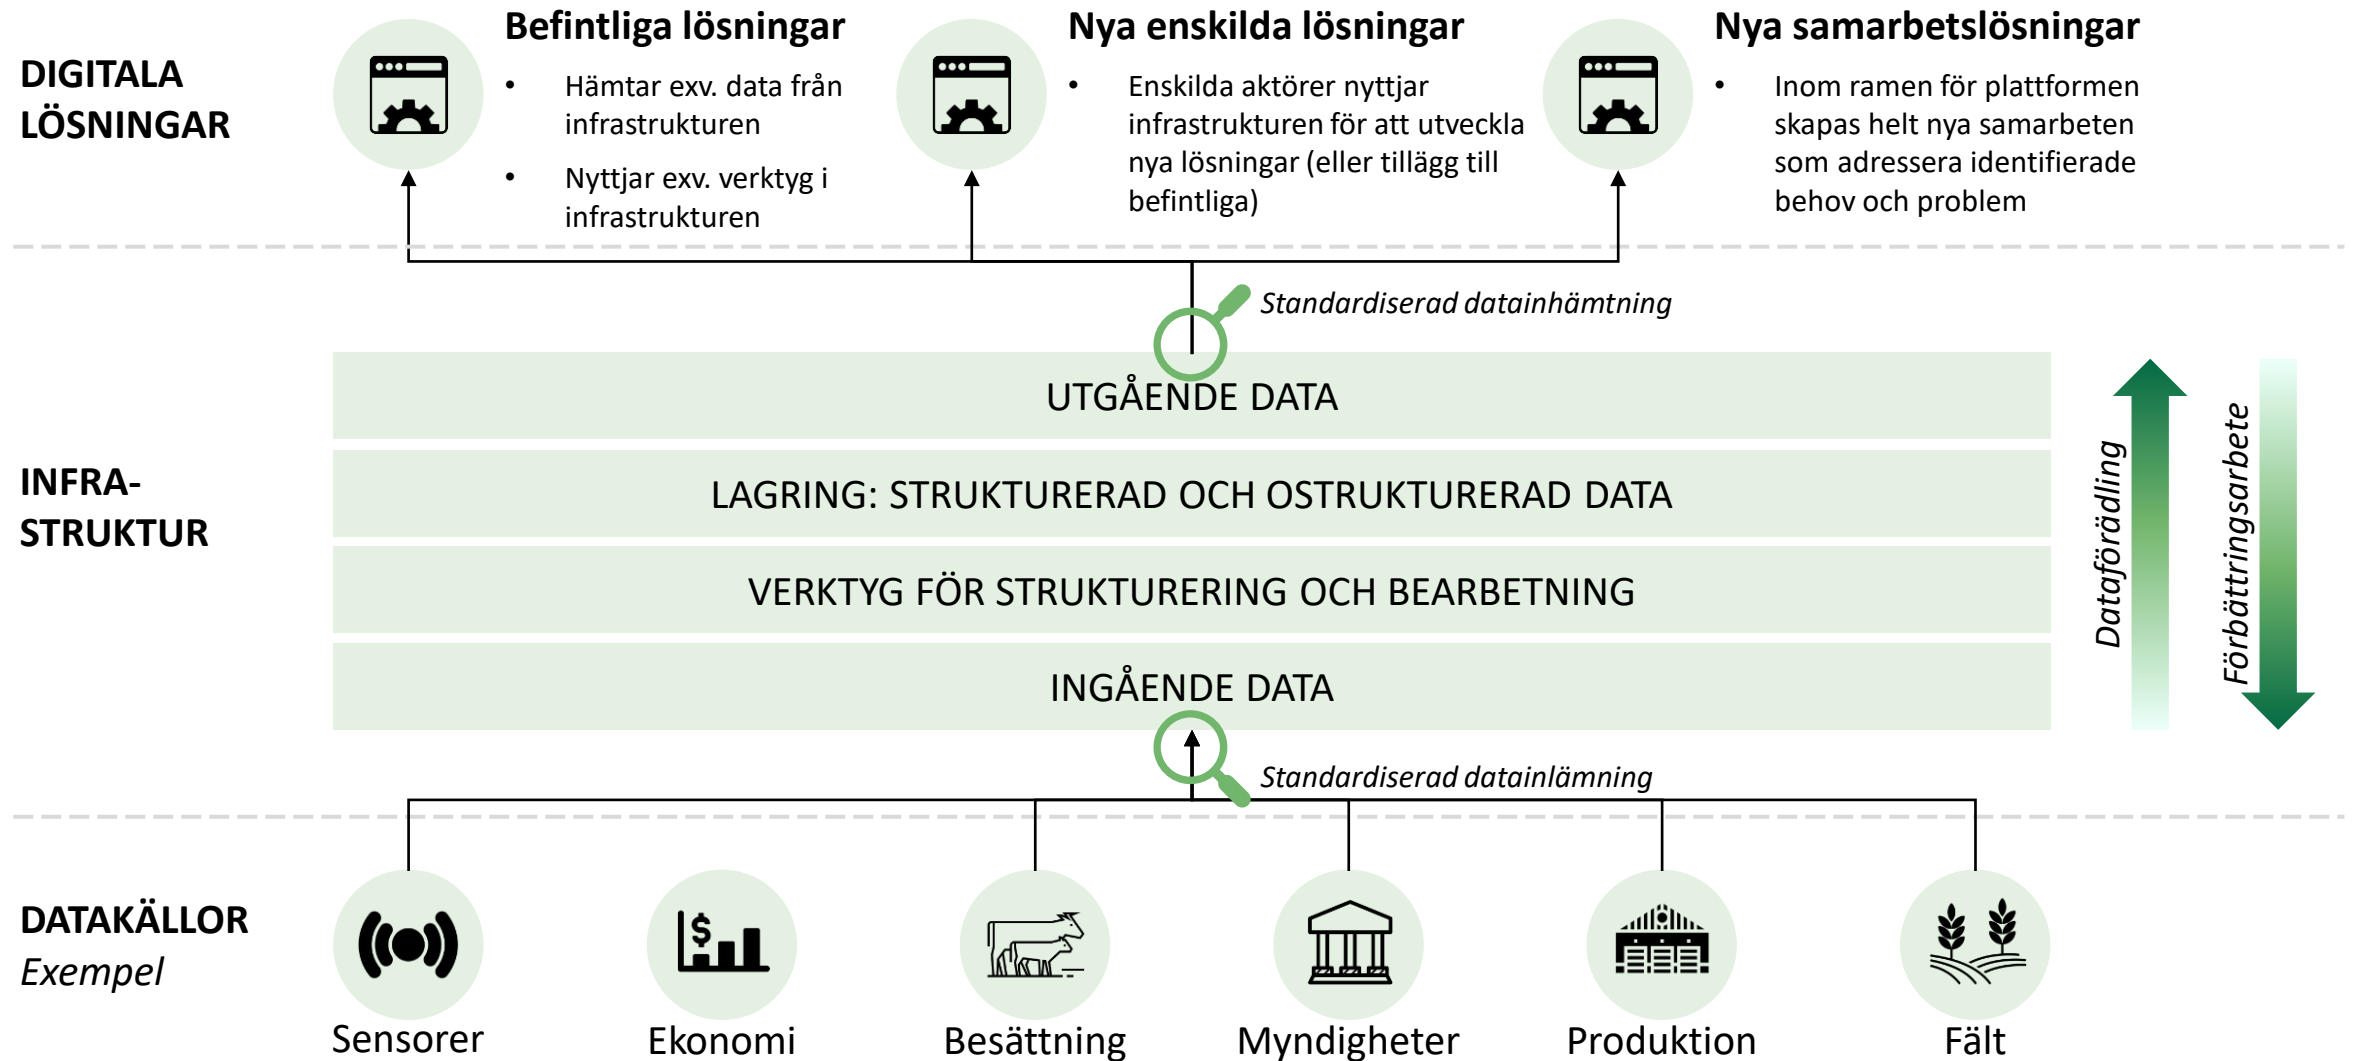 DIGITALA
LÖSNINGAR
Befintliga lösningar
• Hämtar exv. data från
infrastrukturen
• Nyttjar exv. verktyg i
infrastrukturen
Nya enskilda lösningar
• Enskilda aktörer nyttjar
infrastrukturen för att utveckla
nya lösningar (eller tillägg till
befintliga)
Nya samarbetslösningar
• Inom ramen för plattformen
skapas helt nya samarbeten
som adressera identifierade
behov och problem
Standardiserad datainhämtning
INFRA-
STRUKTUR
UTGÅENDE DATA
LAGRING: STRUKTURERAD OCH OSTRUKTURERAD DATA
VERKTYG FÖR STRUKTURERING OCH BEARBETNING
INGÅENDE DATA
Dataförädling
Förbättringsarbete
Standardiserad datainlämning
DATAKÄLLOR
Exempel
$
Sensorer
Ekonomi
Besättning
Myndigheter
Produktion
Fält